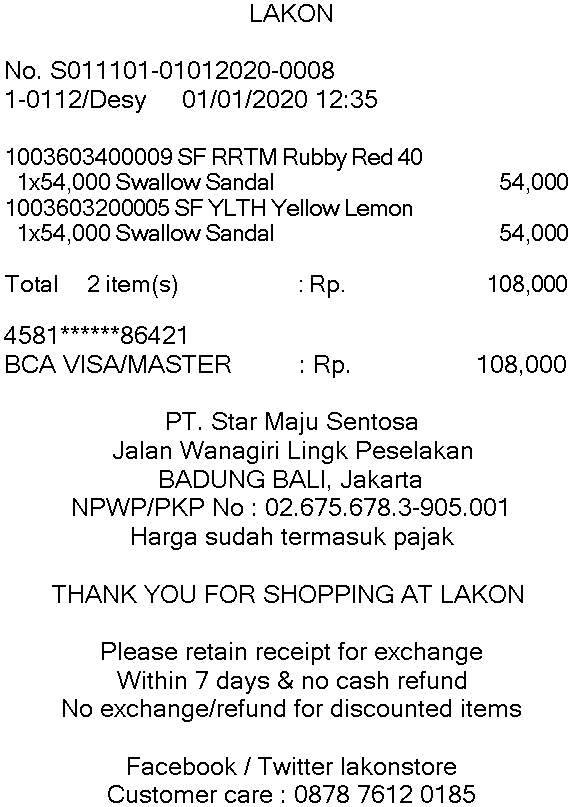 LAKON
No. S011101-01012020-0008
1-0112/Desy 01/01/2020 12:35
1003603400009 SF RRTM Rubby Red 40
1x54,000 Swallow Sandal 54,000
1003603200005 SF YLTH Yellow Lemon
1x54,000 Swallow Sandal 54,000
Total 2 item(s) : Rp. 108,000
4581******86421
BCA VISA/MASTER : Rp. 108,000
PT. Star Maju Sentosa
Jalan Wanagiri Lingk Peselakan
BADUNG BALI, Jakarta
NPWP/PKP No : 02.675.678.3-905.001
Harga sudah termasuk pajak
THANK YOU FOR SHOPPING AT LAKON
Please retain receipt for exchange
Within 7 days & no cash refund
No exchange/refund for discounted items
Facebook / Twitter lakonstore
Customer care : 0878 7612 0185